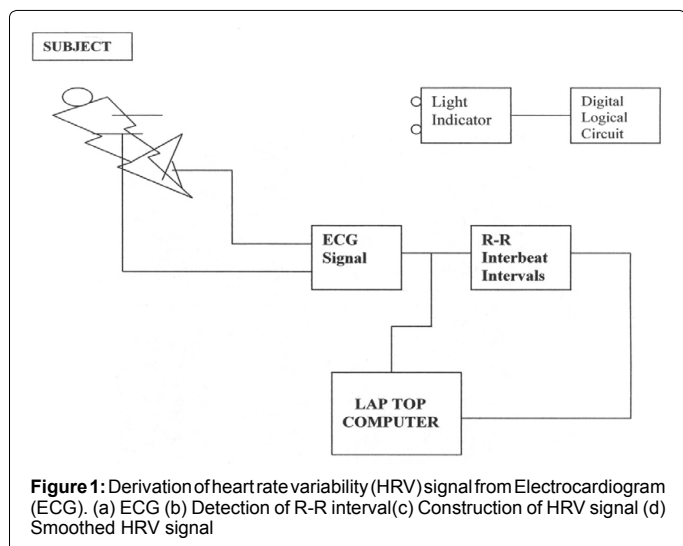 SUBJECT
Light
Indicator
Digital
Logical
Circuit
ECG
Signal
R-R
Interbeat
Intervals
LAP TOP
COMPUTER
Figure 1: Derivation of heart rate variability (HRV) signal from Electrocardiogram
(ECG). (a) ECG (b) Detection of R-R interval(c) Construction of HRV signal (d)
Smoothed HRV signal